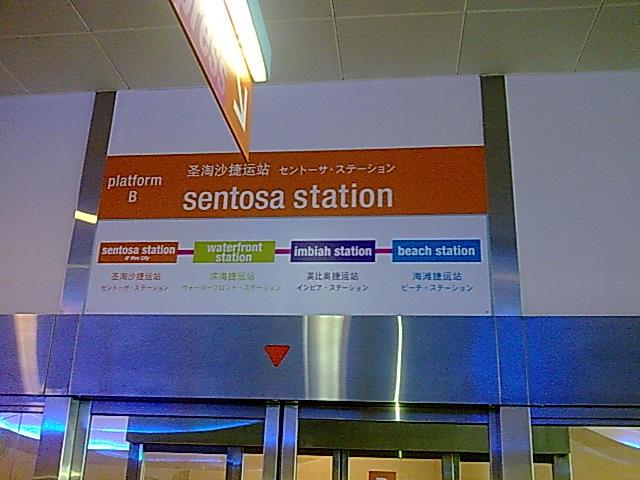 圣淘沙捷运站 セントーサ・ステーション
platform
B
sentosa station
sentosa station
@ Vivo City
waterfront
station
imbiah station
beach station
圣淘沙捷运站
セントーサ・ステーション
滨海捷运站
ウォーターフロント・ステーション
英比奥捷运站
インビア・ステーション
海滩捷运站
ビーチ・ステーション